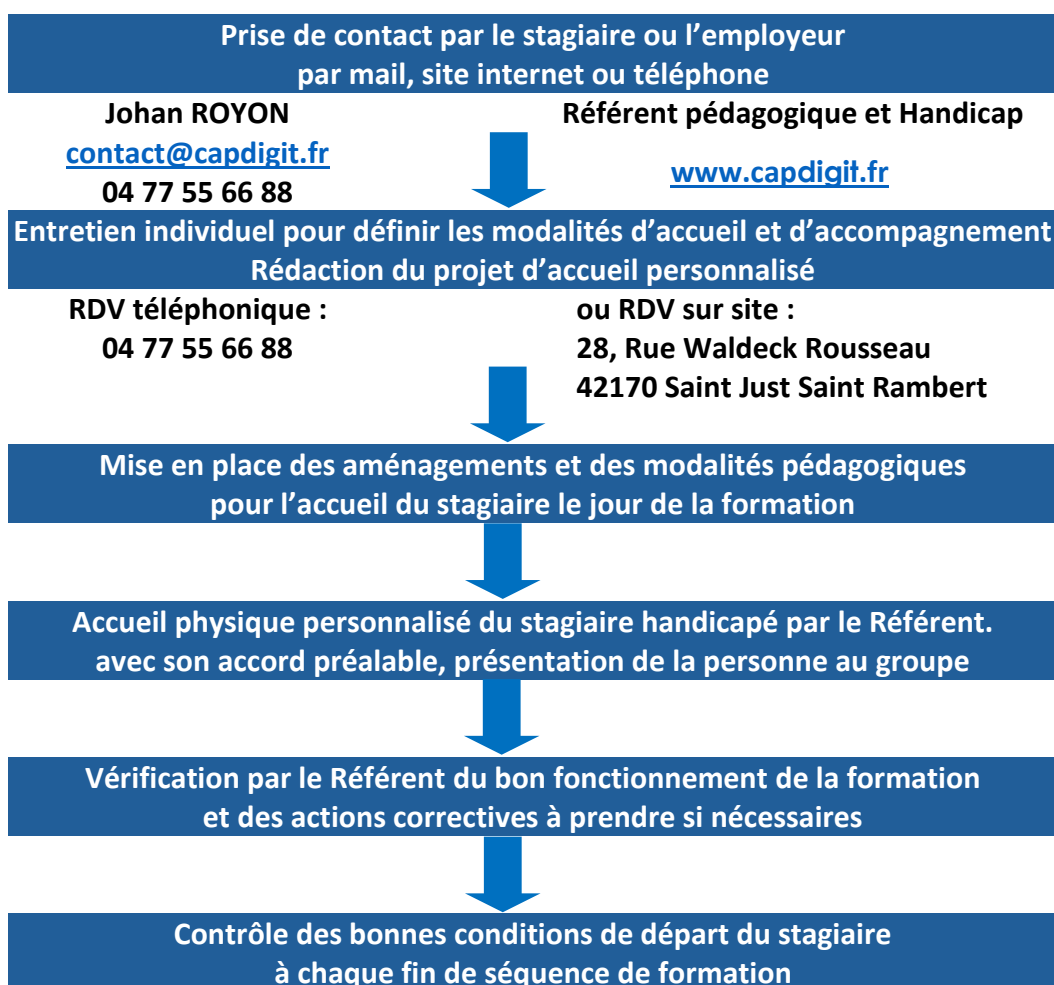 Prise de contact par le stagiaire ou l’employeur
par mail, site internet ou téléphone
Johan ROYON
contact@capdigit.fr
04 77 55 66 88
Référent pédagogique et Handicap
www.capdigit.fr
Entretien individuel pour définir les modalités d’accueil et d’accompagnement
Rédaction du projet d’accueil personnalisé
RDV téléphonique :
04 77 55 66 88
ou RDV sur site :
28, Rue Waldeck Rousseau
42170 Saint Just Saint Rambert
Mise en place des aménagements et des modalités pédagogiques
pour l’accueil du stagiaire le jour de la formation
Accueil physique personnalisé du stagiaire handicapé par le Référent.
avec son accord préalable, présentation de la personne au groupe
Vérification par le Référent du bon fonctionnement de la formation
et des actions correctives à prendre si nécessaires
Contrôle des bonnes conditions de départ du stagiaire
à chaque fin de séquence de formation